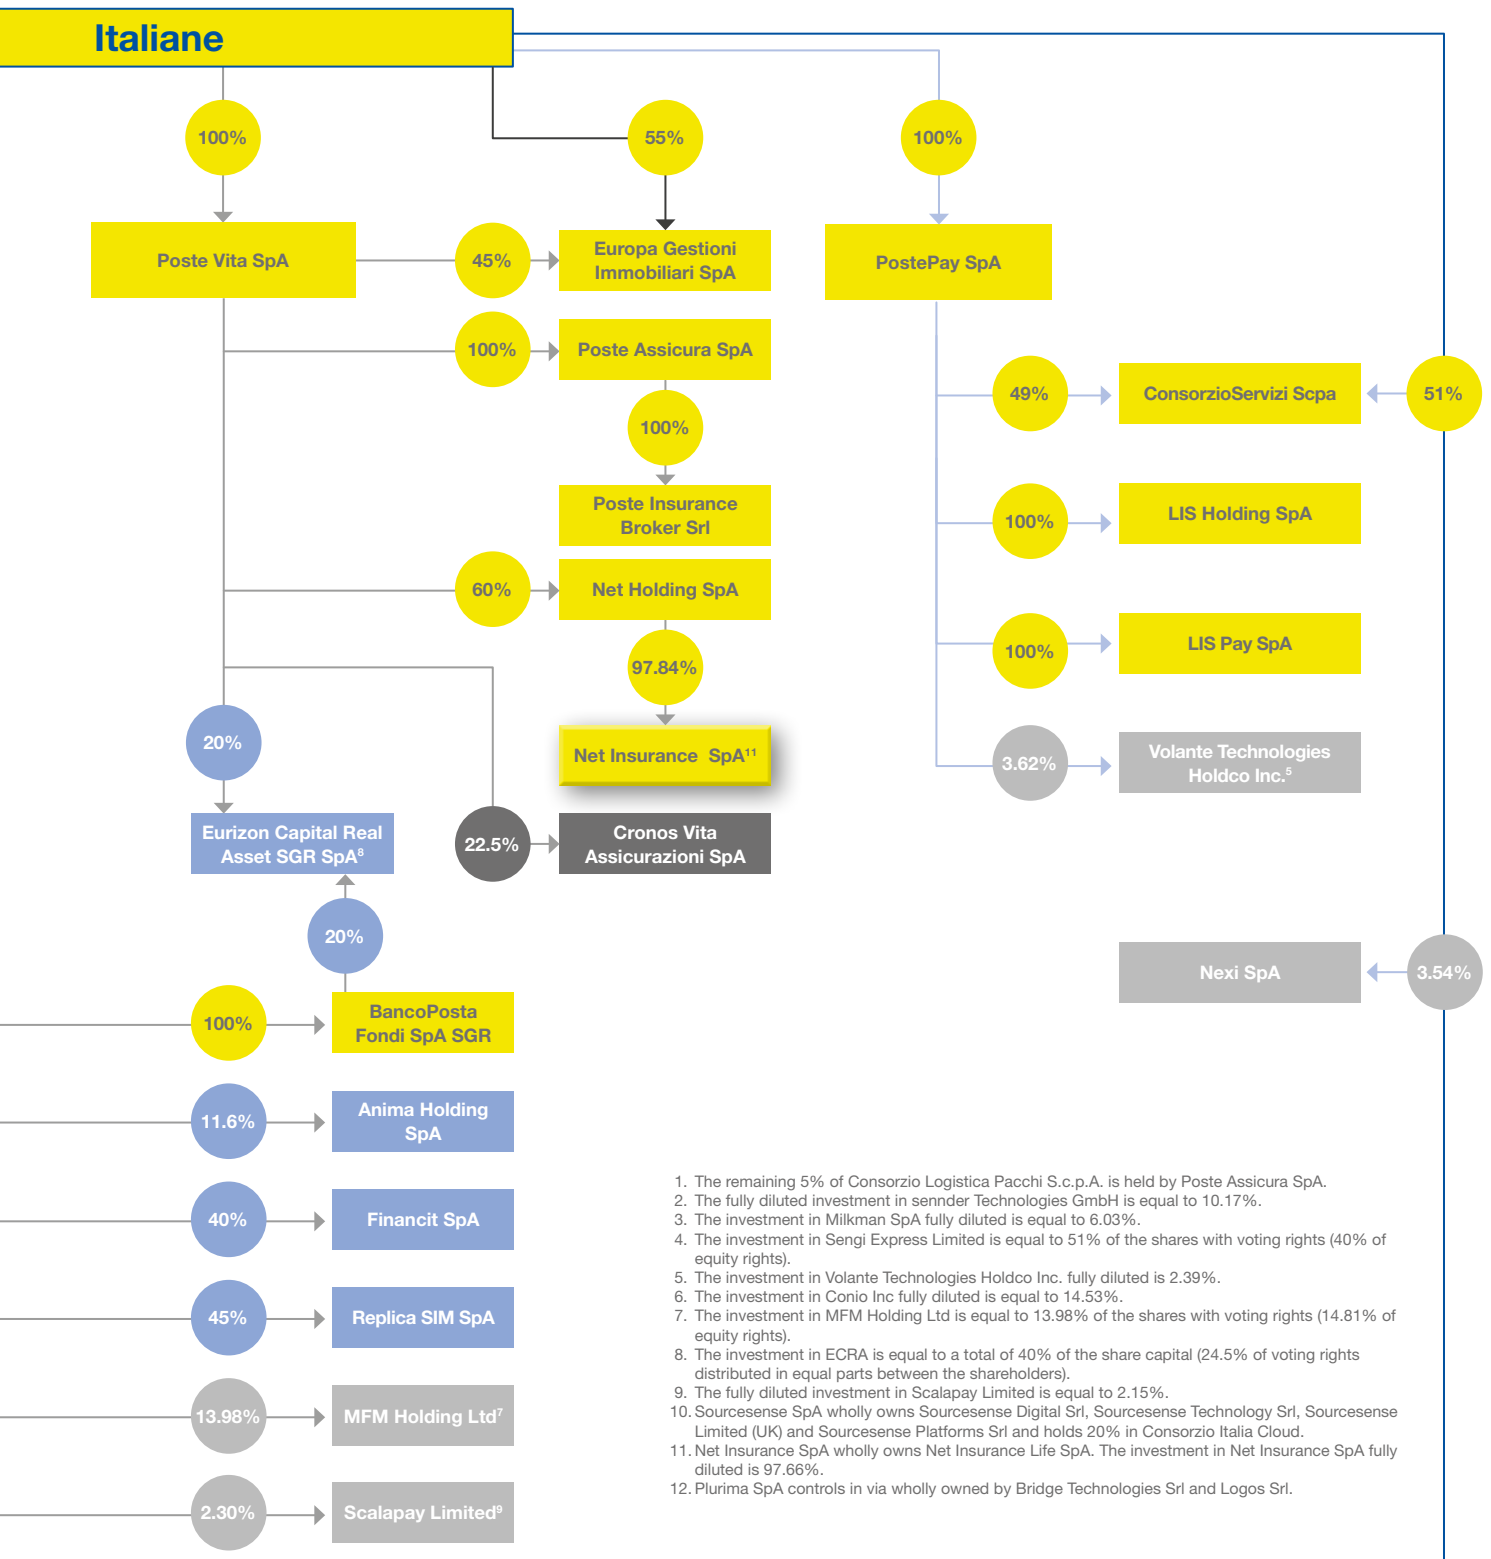 Italiane
100%
55%
100%
Poste Vita SpA
45%
Europa Gestioni
Immobiliari SpA
PostePay SpA
100%
Poste Assicura SpA
49%
ConsorzioServizi Scpa
51%
100%
Poste Insurance
Broker Srl
100%
LIS Holding SpA
60%
Net Holding SpA
100%
LIS Pay SpA
97.84%
20%
Net Insurance SpA11
3.62%
Volante Technologies
Holdco Inc.5
Eurizon Capital Real
Asset SGR SpA8
22.5%
Cronos Vita
Assicurazioni SpA
20%
Nexi SpA
3.54%
100%
BancoPosta
Fondi SpA SGR
11.6%
Anima Holding
SpA
40%
Financit SpA
45%
Replica SIM SpA
13.98%
MFM Holding Ltd7
2.30%
Scalapay Limited9
1. The remaining 5% of Consorzio Logistica Pacchi S.c.p.A. is held by Poste Assicura SpA.
2. The fully diluted investment in sennder Technologies GmbH is equal to 10.17%.
3. The investment in Milkman SpA fully diluted is equal to 6.03%.
4. The investment in Sengi Express Limited is equal to 51% of the shares with voting rights (40% of
equity rights).
5. The investment in Volante Technologies Holdco Inc. fully diluted is 2.39%.
6. The investment in Conio Inc fully diluted is equal to 14.53%.
7. The investment in MFM Holding Ltd is equal to 13.98% of the shares with voting rights (14.81% of
equity rights).
8. The investment in ECRA is equal to a total of 40% of the share capital (24.5% of voting rights
distributed in equal parts between the shareholders).
9. The fully diluted investment in Scalapay Limited is equal to 2.15%.
10. Sourcesense SpA wholly owns Sourcesense Digital Srl, Sourcesense Technology Srl, Sourcesense
Limited (UK) and Sourcesense Platforms Srl and holds 20% in Consorzio Italia Cloud.
11. Net Insurance SpA wholly owns Net Insurance Life SpA. The investment in Net Insurance SpA fully
diluted is 97.66%.
12. Plurima SpA controls in via wholly owned by Bridge Technologies Srl and Logos Srl.